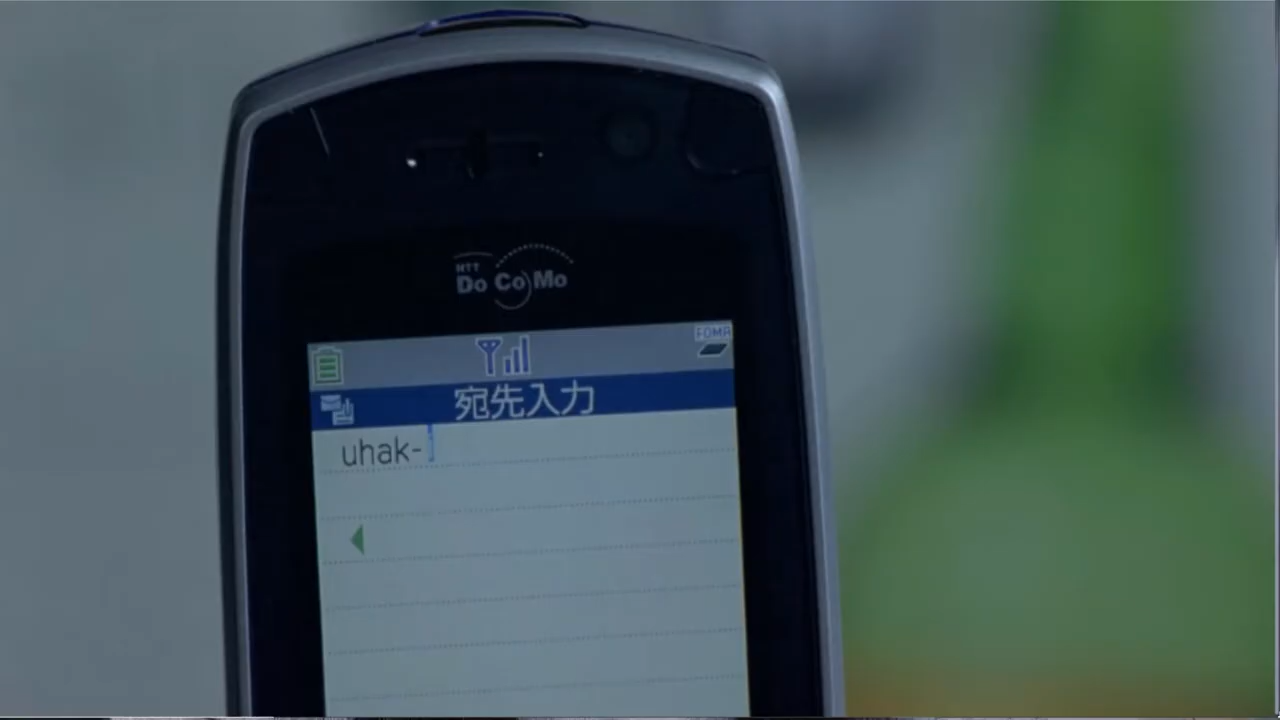 NTT
DoCoMo
FOMA
宛先入力
uhak-